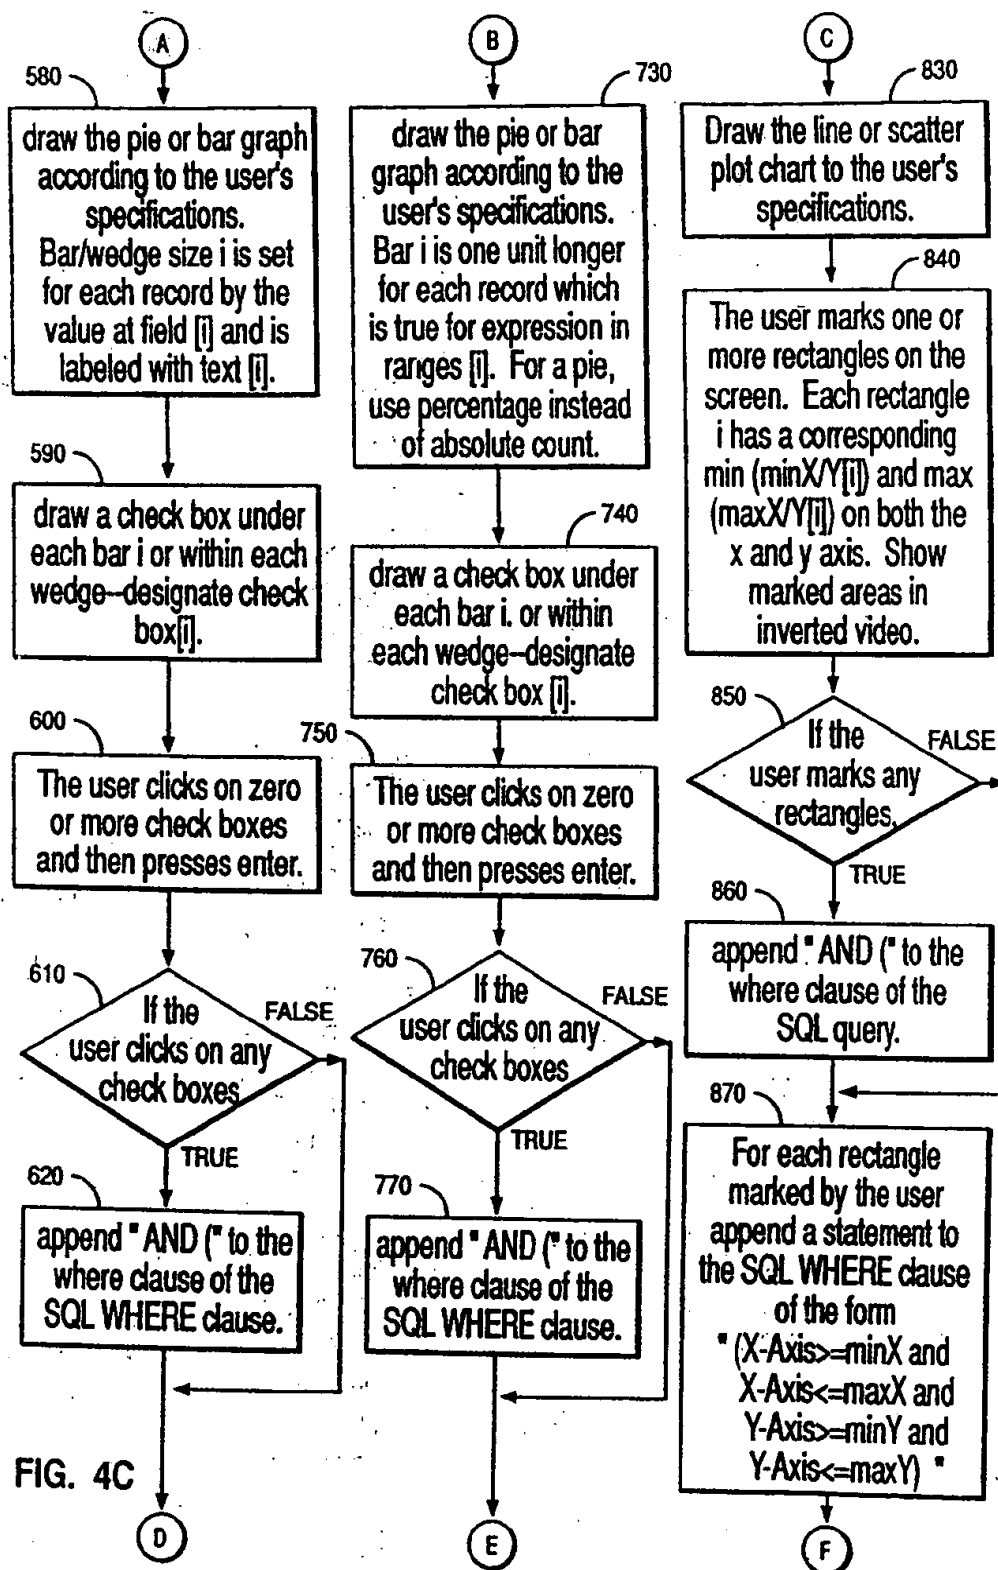 A
580
draw the pie or bar graph
according to the user's
specifications.
Bar/wedge size i is set
for each record by the
value at field [i] and is
labeled with text [i].
590
draw a check box under
each bar i or within each
wedge--designate check
box[i].
600
The user clicks on zero
or more check boxes
and then presses enter.
610
If the
user clicks on any
check boxes
FALSE
TRUE
620
append " AND (" to the
where clause of the
SQL WHERE clause.
D
B
730
draw the pie or bar
graph according to the
user's specifications.
Bar i is one unit longer
for each record which
is true for expression in
ranges [i]. For a pie,
use percentage instead
of absolute count.
740
draw a check box under
each bar i. or within
each wedge--designate
check box [i].
750
The user clicks on zero
or more check boxes
and then presses enter.
760
If the
user clicks on any
check boxes
FALSE
TRUE
770
append " AND (" to the
where clause of the
SQL WHERE clause.
E
C
830
Draw the line or scatter
plot chart to the user's
specifications.
840
The user marks one or
more rectangles on the
screen. Each rectangle
i has a corresponding
min (minX/Y[i]) and max
(maxX/Y[i]) on both the
x and y axis. Show
marked areas in
inverted video.
850
If the
user marks any
rectangles.
FALSE
TRUE
860
append " AND (" to the
where clause of the
SQL query.
870
For each rectangle
marked by the user
append a statement to
the SQL WHERE clause
of the form
" (X-Axis>=minX and
X-Axis<=maxX and
Y-Axis>=minY and
Y-Axis<=maxY) "
F
FIG. 4C